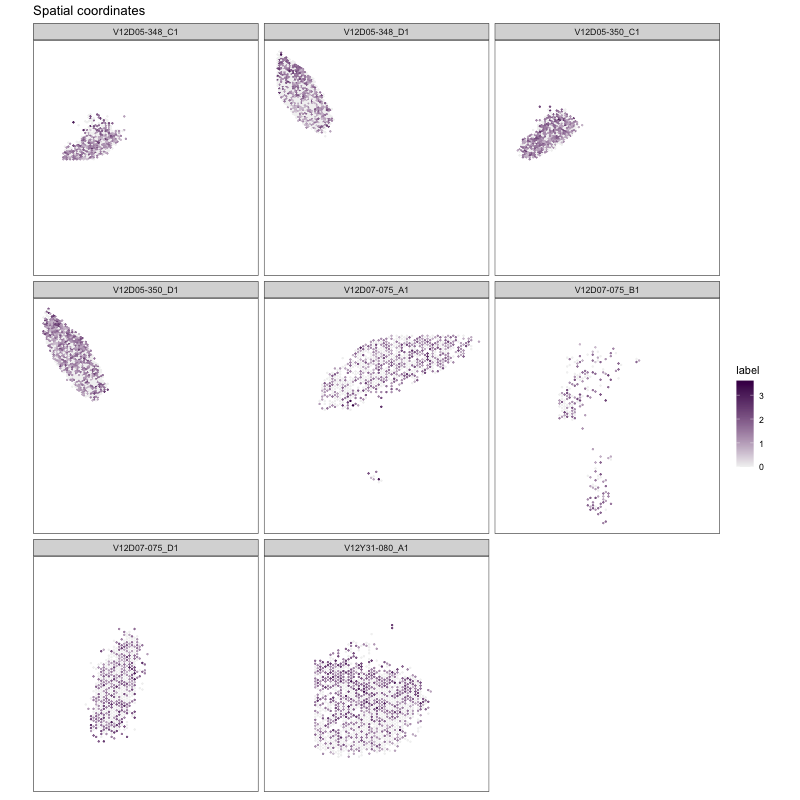 Spatial coordinates
V12D05-348_C1
V12D05-348_D1
V12D05-350_C1
V12D05-350_D1
V12D07-075_A1
V12D07-075_B1
label
3
2
1
0
V12D07-075_D1
V12Y31-080_A1